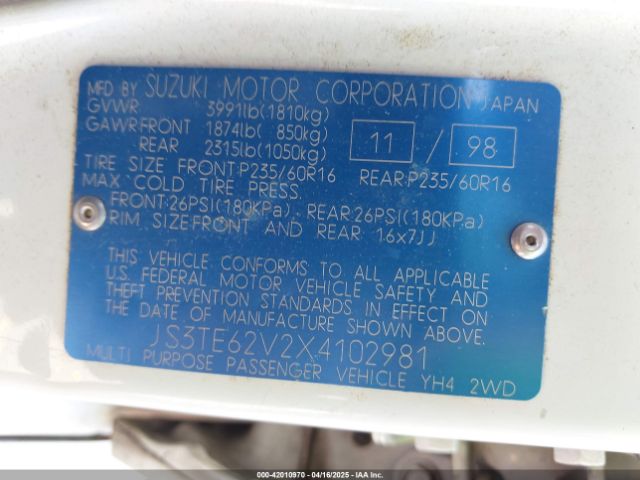 MFD BY SUZUKI MOTOR CORPORATION JAPAN
GVWR 3991lb(1810kg)
GAWR FRONT 1874lb( 850kg)
REAR 2315lb(1050kg) 11 / 98
TIRE SIZE FRONT:P235/60R16 REAR:P235/60R16
MAX COLD TIRE PRESS.
FRONT:26PSI(180KPa), REAR:26PSI(180KPa)
RIM SIZE:FRONT AND REAR 16x7JJ
THIS VEHICLE CONFORMS TO ALL APPLICABLE
U.S. FEDERAL MOTOR VEHICLE SAFETY AND
THEFT PREVENTION STANDARDS IN EFFECT ON
THE DATE OF MANUFACTURE SHOWN ABOVE.
JS3TE62V2X4102981
MULTI PURPOSE PASSENGER VEHICLE YH4 2WD
000-42010970 - 04/16/2025 - IAA Inc.